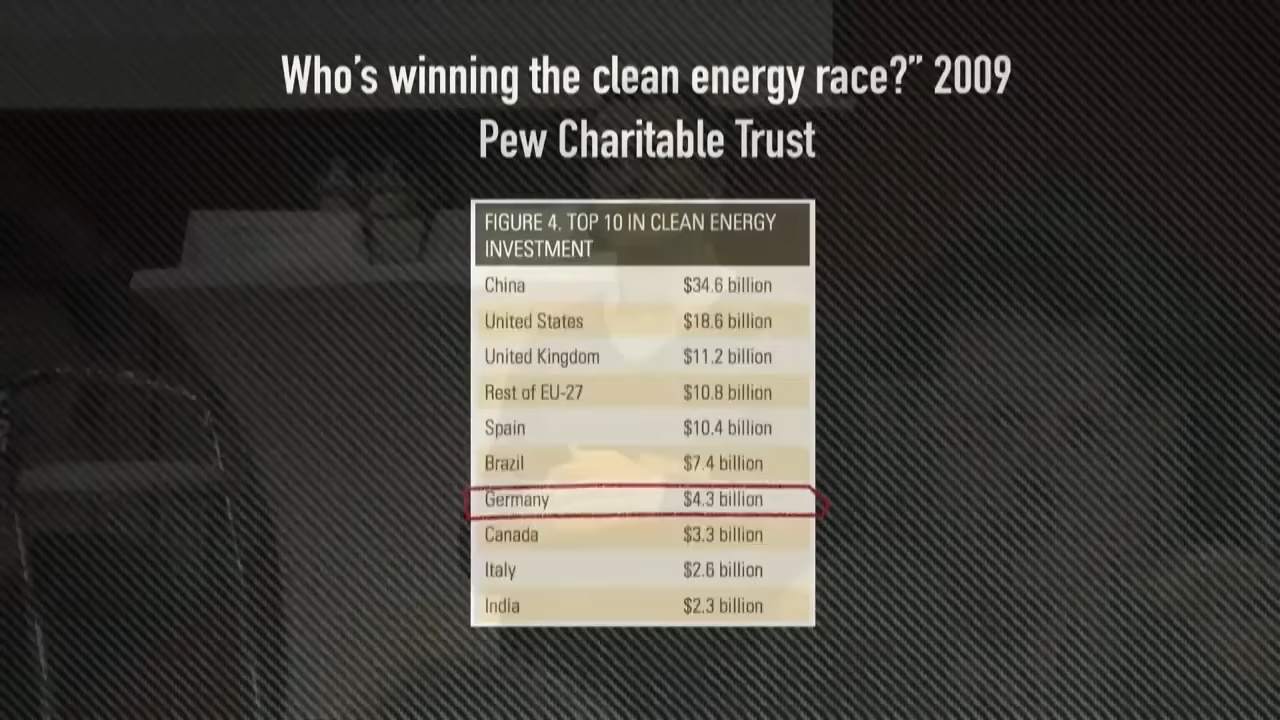 Who's winning the clean energy race?" 2009
Pew Charitable Trust
FIGURE 4. TOP 10 IN CLEAN ENERGY
INVESTMENT
China $34.6 billion
United States $18.6 billion
United Kingdom $11.2 billion
Rest of EU-27 $10.8 billion
Spain $10.4 billion
Brazil $7.4 billion
Germany $4.3 billion
Canada $3.3 billion
Italy $2.6 billion
India $2.3 billion